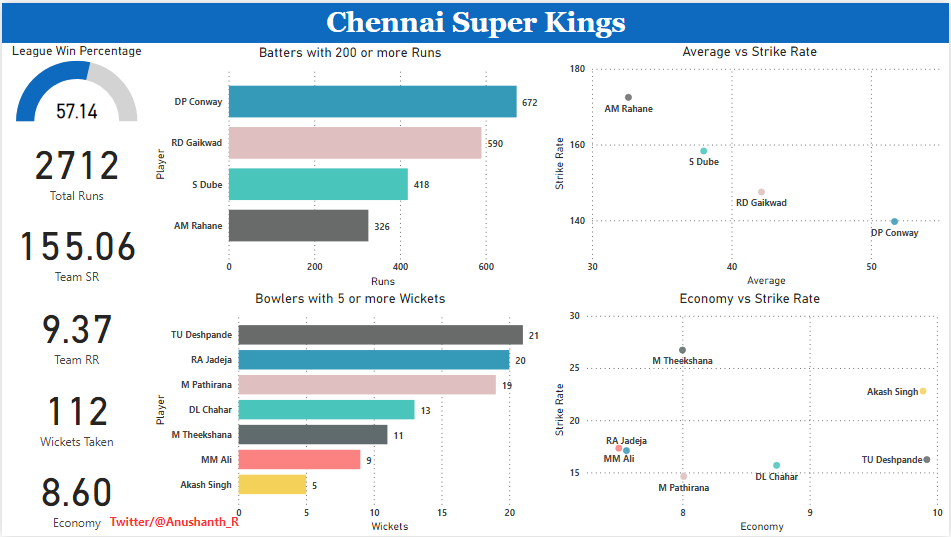 Chennai Super Kings
League Win Percentage
57.14
2712
Total Runs
155.06
Team SR
9.37
Team RR
112
Wickets Taken
8.60
Economy
Twitter/@Anushanth_R
Batters with 200 or more Runs
Player
DP Conway 672
RD Gaikwad 590
S Dube 418
AM Rahane 326
0 200 400 600
Runs
Average vs Strike Rate
Strike Rate
180
160
140
AM Rahane
S Dube
RD Gaikwad
DP Conway
30 40 50
Average
Bowlers with 5 or more Wickets
Player
TU Deshpande 21
RA Jadeja 20
M Pathirana 19
DL Chahar 13
M Theekshana 11
MM Ali 9
Akash Singh 5
0 5 10 15 20
Wickets
Economy vs Strike Rate
Strike Rate
30
25
20
15
M Theekshana
Akash Singh
RA Jadeja
MM Ali
TU Deshpande
DL Chahar
M Pathirana
8 9 10
Economy